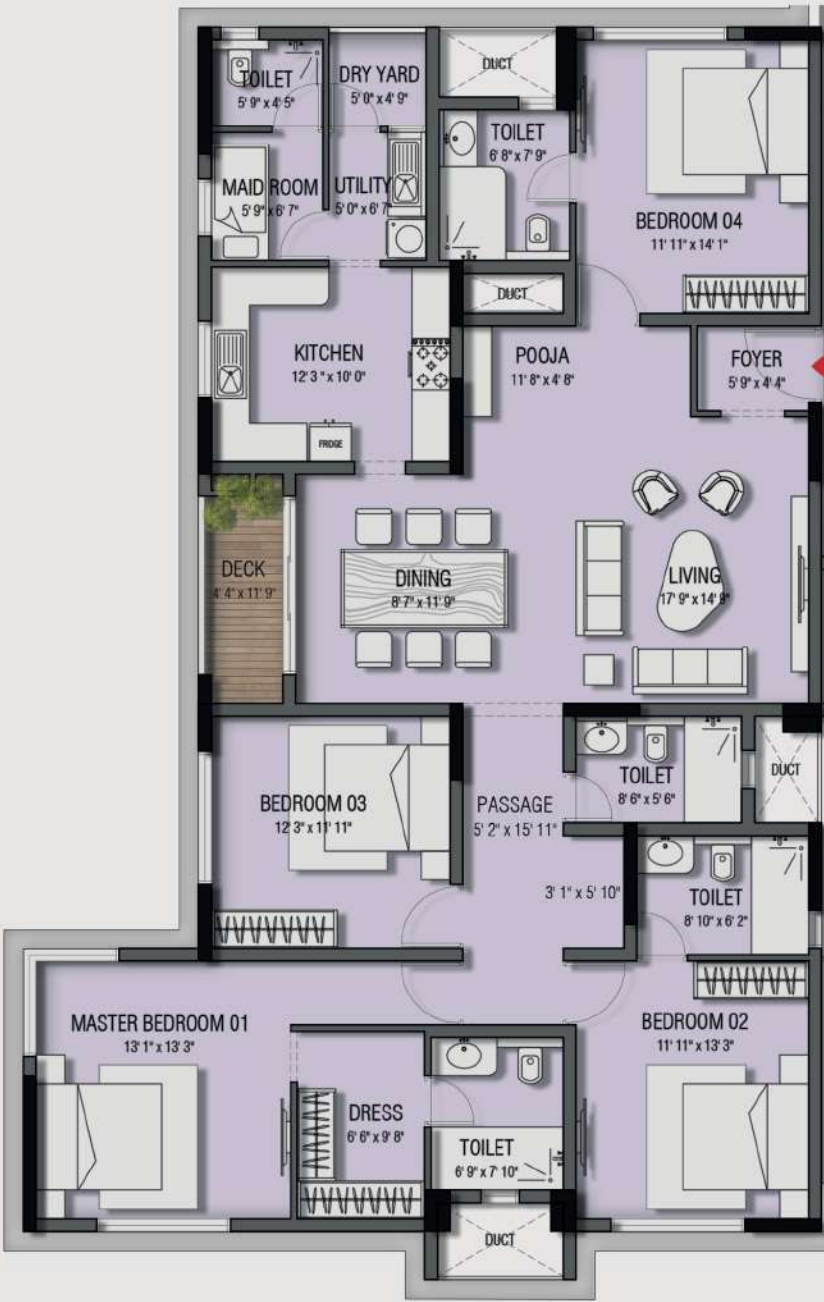 TOILET
5' 9" x 4' 5"
DRY YARD
5' 0" x 4' 9"
DUCT
TOILET
6' 8" x 7' 9"
MAID ROOM
5' 9" x 6' 7"
UTILITY
5' 0" x 6' 7"
BEDROOM 04
11' 11" x 14' 1"
DUCT
KITCHEN
12' 3" x 10' 0"
POOJA
11' 8" x 4' 8"
FOYER
5' 9" x 4' 4"
FRIDGE
DECK
4' 4" x 11' 9"
DINING
8' 7" x 11' 9"
LIVING
17' 9" x 14' 9"
BEDROOM 03
12' 3" x 11' 11"
PASSAGE
5' 2" x 15' 11"
TOILET
8' 6" x 5' 6"
DUCT
3' 1" x 5' 10"
TOILET
8' 10" x 6' 2"
MASTER BEDROOM 01
13' 1" x 13' 3"
BEDROOM 02
11' 11" x 13' 3"
DRESS
6' 6" x 9' 8"
TOILET
6' 9" x 7' 10"
DUCT